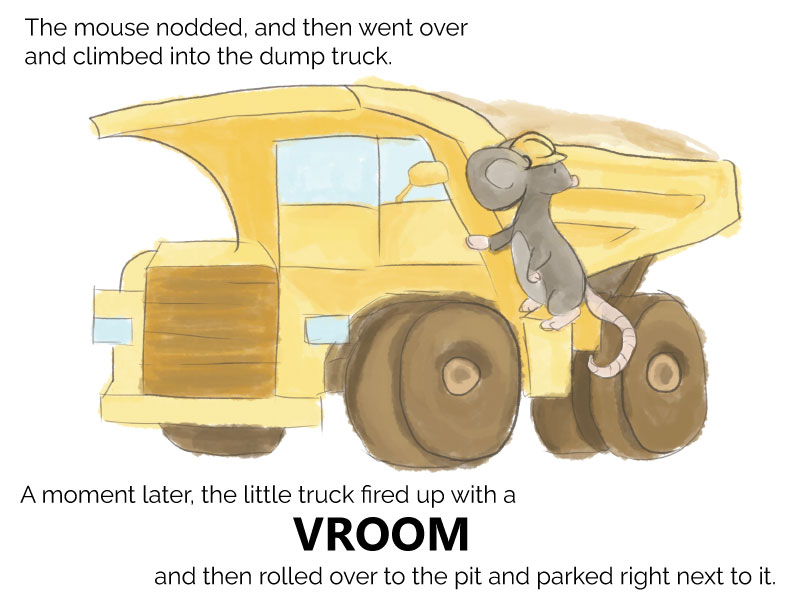 The mouse nodded, and then went over
and climbed into the dump truck.
A moment later, the little truck fired up with a
VROOM
and then rolled over to the pit and parked right next to it.